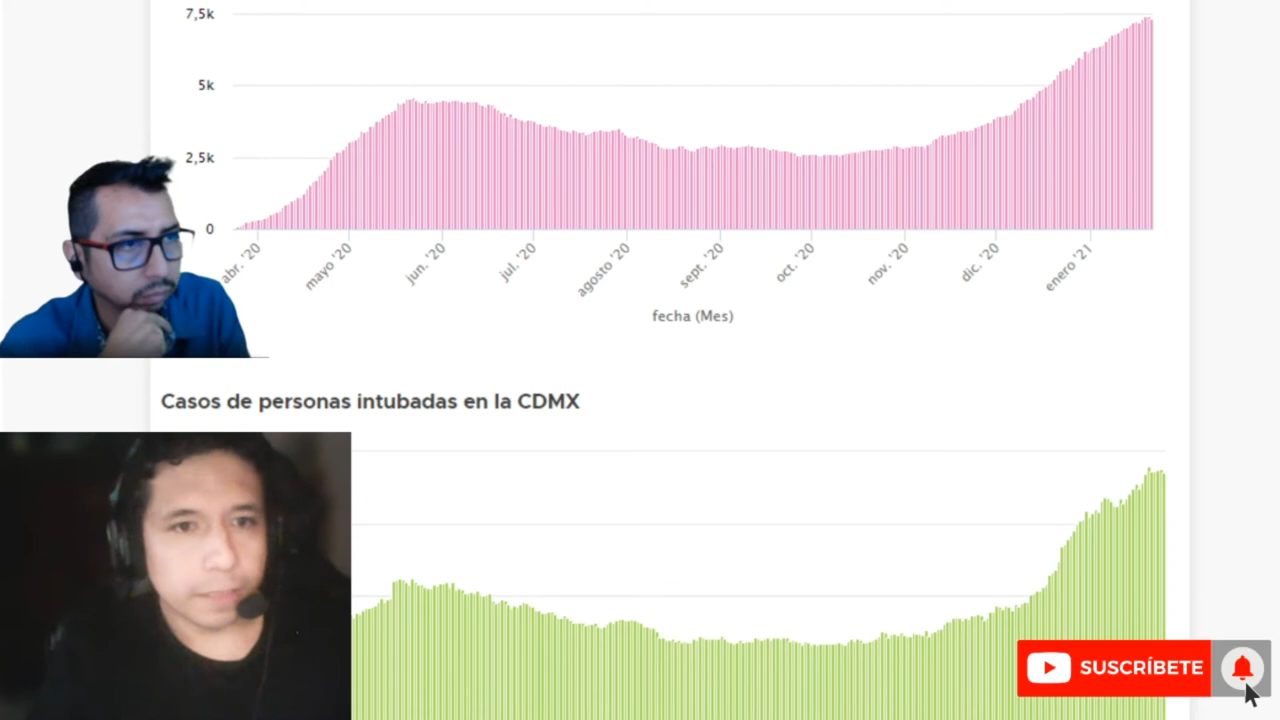 7,5k
5k
2,5k
0
abr. '20
mayo '20
jun. '20
jul. '20
agosto '20
sept. '20
oct. '20
nov. '20
dic. '20
enero '21
fecha (Mes)
Casos de personas intubadas en la CDMX
SUSCRÍBETE